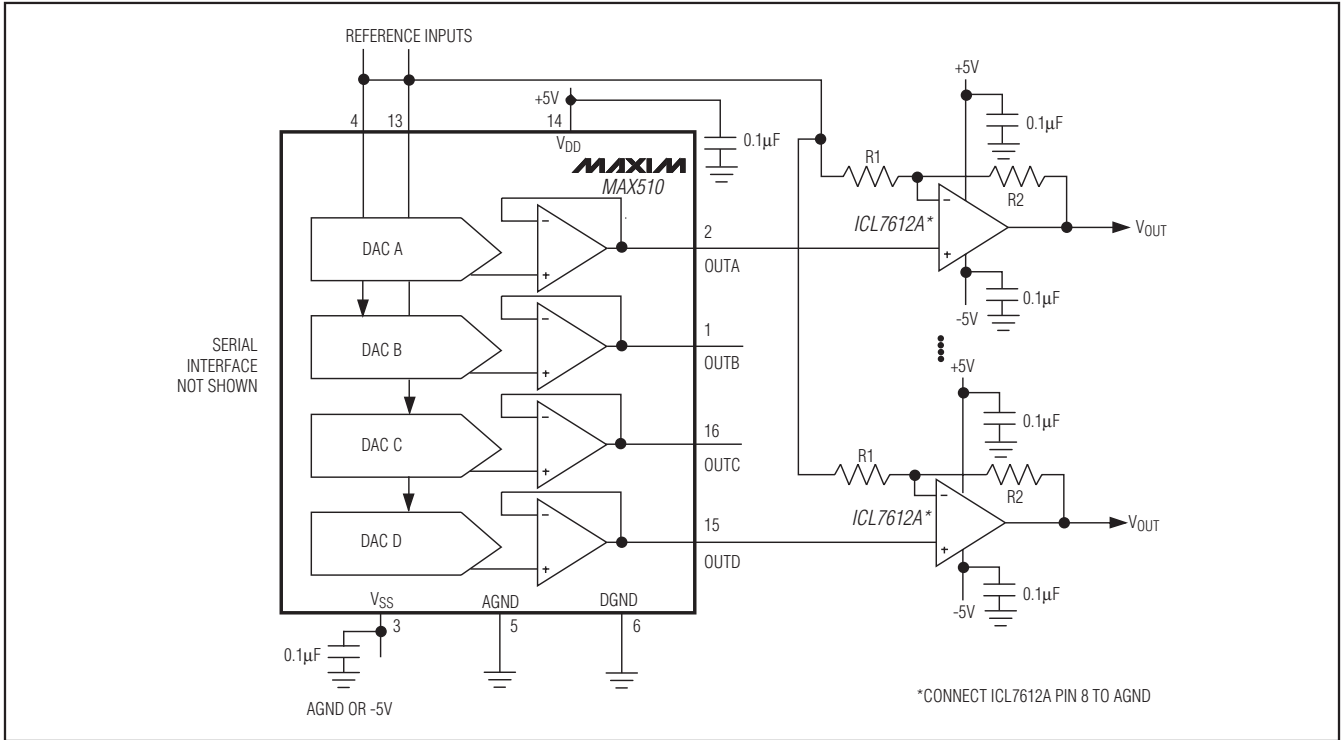 REFERENCE INPUTS
4
13
+5V
14
VDD
0.1µF
MAXIM
MAX510
DAC A
−
+
2
OUTA
DAC B
−
+
1
OUTB
SERIAL
INTERFACE
NOT SHOWN
DAC C
−
+
16
OUTC
DAC D
−
+
15
OUTD
VSS
3
AGND
5
DGND
6
0.1µF
AGND OR -5V
+5V
0.1µF
R1
R2
ICL7612A*
−
+
VOUT
0.1µF
-5V
+5V
0.1µF
R1
R2
ICL7612A*
−
+
VOUT
0.1µF
-5V
*CONNECT ICL7612A PIN 8 TO AGND